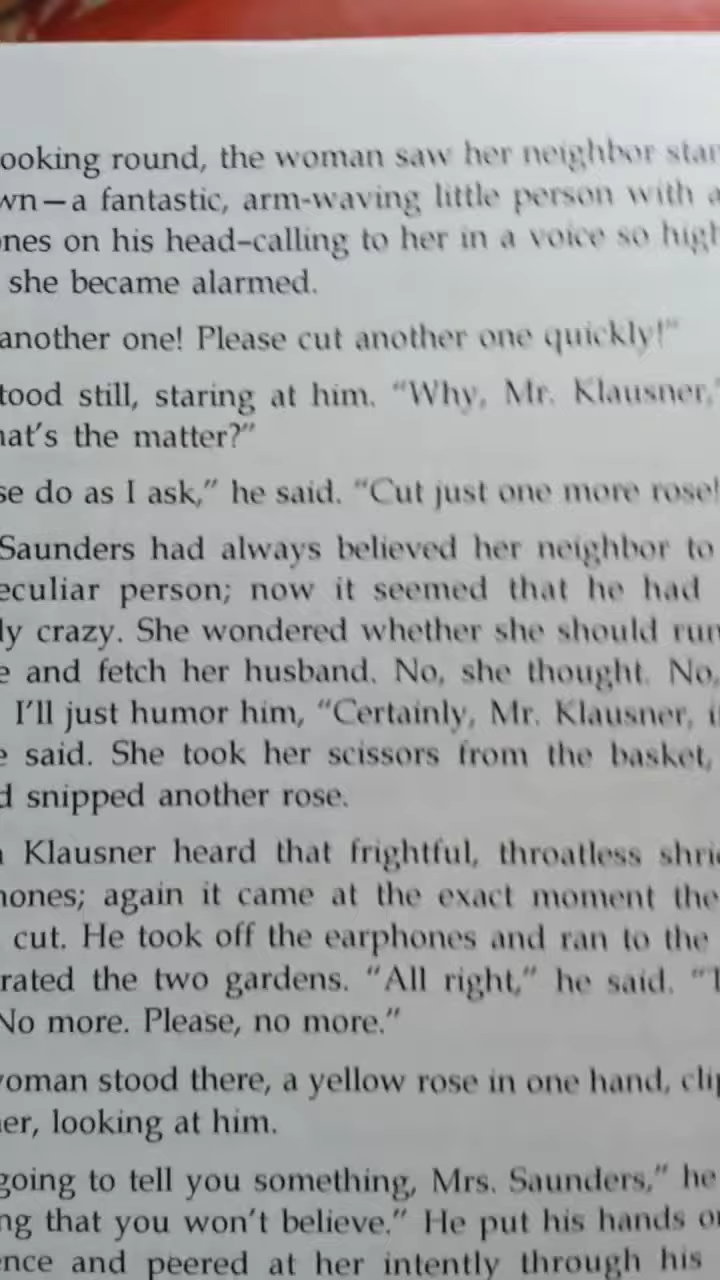 ooking round, the woman saw her neighbor star
wn—a fantastic, arm-waving little person with a
nes on his head–calling to her in a voice so high
she became alarmed.
another one! Please cut another one quickly!”
tood still, staring at him. “Why, Mr. Klausner,”
hat’s the matter?”
se do as I ask,” he said. “Cut just one more rose!
Saunders had always believed her neighbor to
eculiar person; now it seemed that he had
ly crazy. She wondered whether she should run
e and fetch her husband. No, she thought. No,
I’ll just humor him, “Certainly, Mr. Klausner, i
e said. She took her scissors from the basket,
d snipped another rose.
n Klausner heard that frightful, throatless shrie
hones; again it came at the exact moment the
cut. He took off the earphones and ran to the
rated the two gardens. “All right,” he said. “T
No more. Please, no more.”
woman stood there, a yellow rose in one hand, clip
er, looking at him.
going to tell you something, Mrs. Saunders,” he
ng that you won’t believe.” He put his hands o
ence and peered at her intently through his